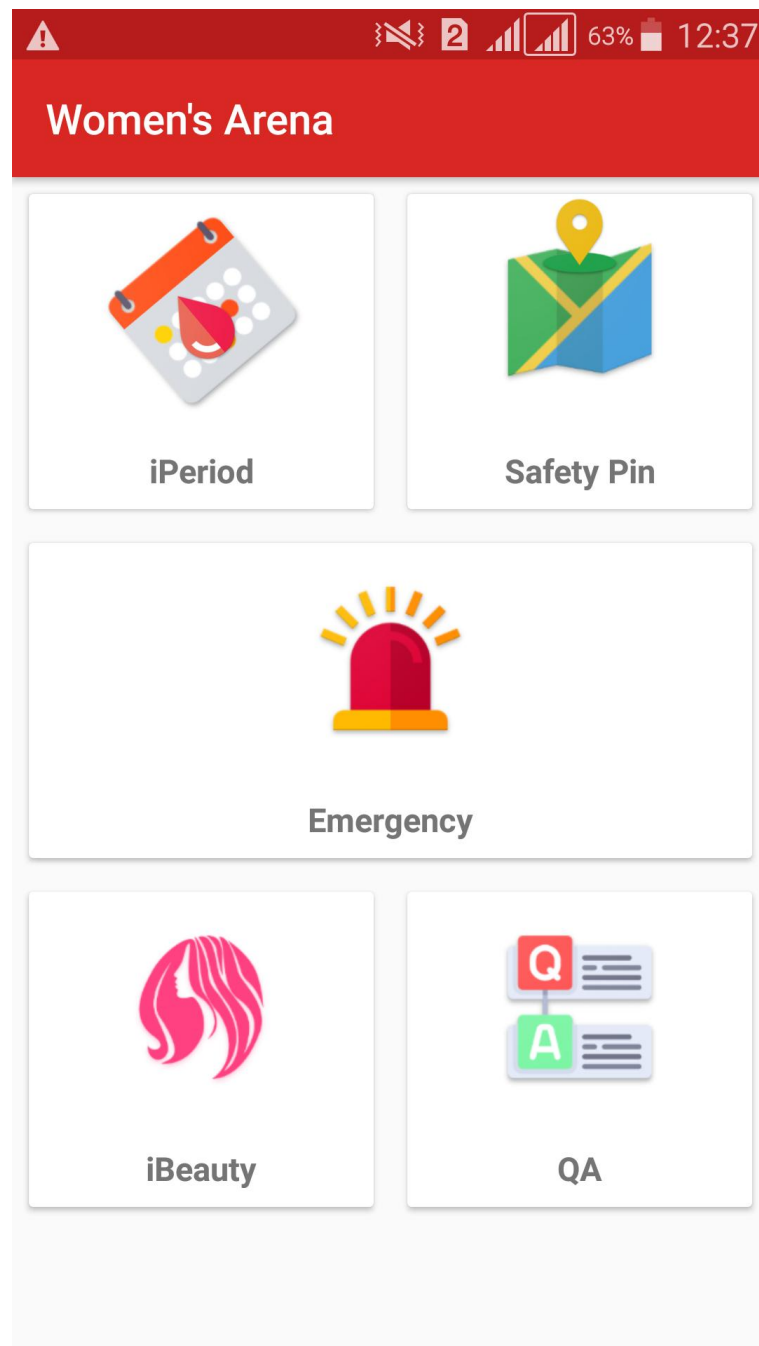 2 63% 12:37
Women's Arena
iPeriod Safety Pin
Emergency
Q
A
iBeauty QA